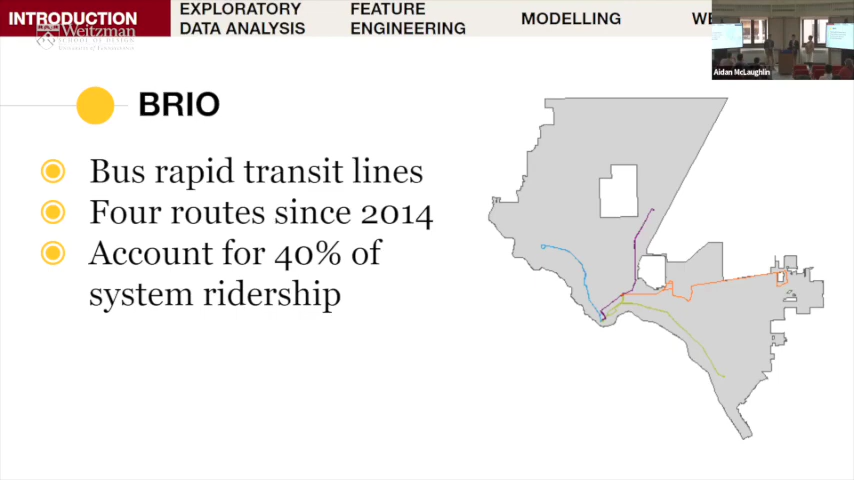 INTRODUCTION
EXPLORATORY
DATA ANALYSIS
FEATURE
ENGINEERING
MODELLING
WE
Weitzman
Aidan McLaughlin
BRIO
Bus rapid transit lines
Four routes since 2014
Account for 40% of
system ridership